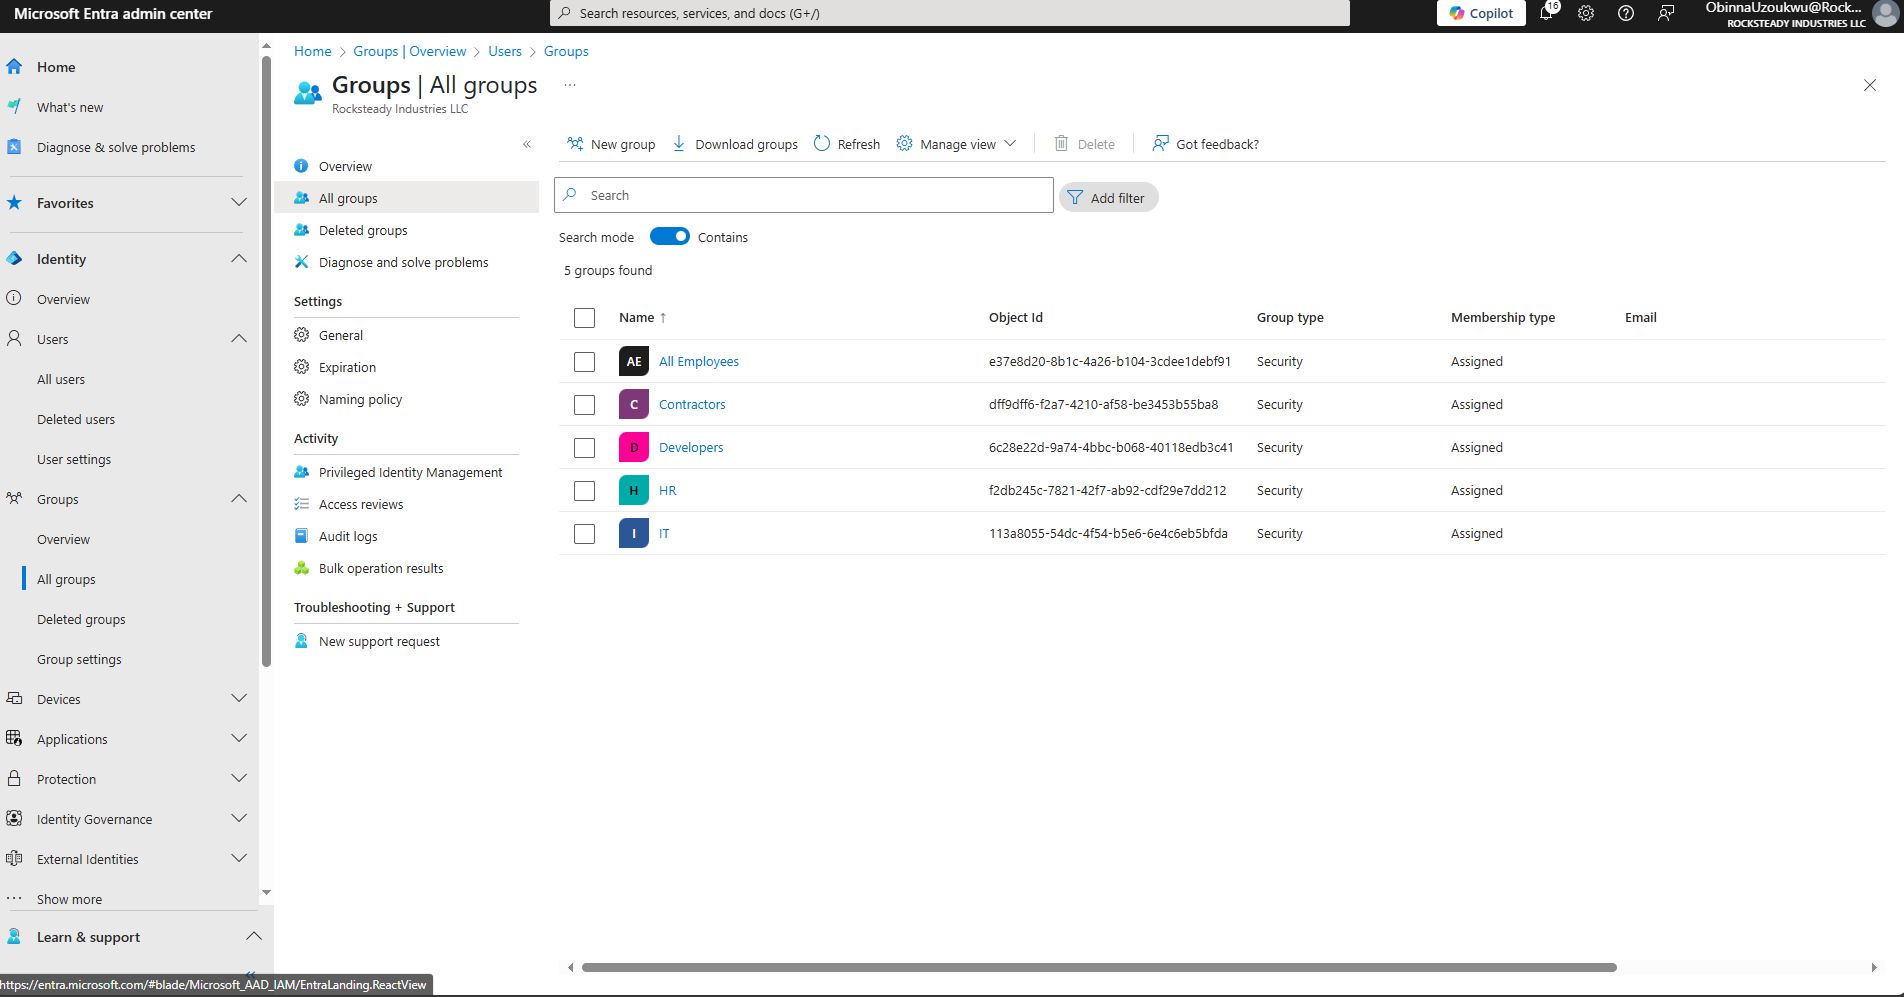 Microsoft Entra admin center
Search resources, services, and docs (G+/)
Copilot
16
ObinnaUzoukwu@Rock...
ROCKSTEADY INDUSTRIES LLC
Home
What's new
Diagnose & solve problems
Favorites
Identity
Overview
Users
All users
Deleted users
User settings
Groups
Overview
All groups
Deleted groups
Group settings
Devices
Applications
Protection
Identity Governance
External Identities
Show more
Learn & support
https://entra.microsoft.com/#blade/Microsoft_AAD_IAM/EntraLanding.ReactView
Home > Groups | Overview > Users > Groups
Groups | All groups ...
Rocksteady Industries LLC
Overview
All groups
Deleted groups
Diagnose and solve problems
Settings
General
Expiration
Naming policy
Activity
Privileged Identity Management
Access reviews
Audit logs
Bulk operation results
Troubleshooting + Support
New support request
New group Download groups Refresh Manage view Delete Got feedback?
Search
Add filter
Search mode Contains
5 groups found
Name ↑ Object Id Group type Membership type Email
AE All Employees e37e8d20-8b1c-4a26-b104-3cdee1debf91 Security Assigned
C Contractors dff9dff6-f2a7-4210-af58-be3453b55ba8 Security Assigned
D Developers 6c28e22d-9a74-4bbc-b068-40118edb3c41 Security Assigned
H HR f2db245c-7821-42f7-ab92-cdf29e7dd212 Security Assigned
I IT 113a8055-54dc-4f54-b5e6-6e4c6eb5bfda Security Assigned